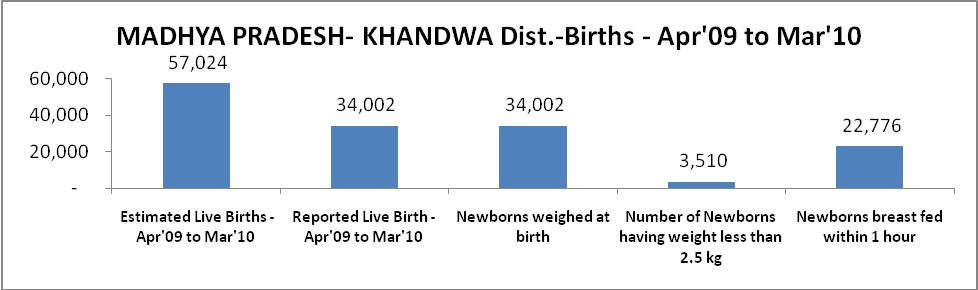 MADHYA PRADESH- KHANDWA Dist.-Births - Apr'09 to Mar'10
57,024
34,002
34,002
3,510
22,776
60,000
40,000
20,000
-
Estimated Live Births -
Apr'09 to Mar'10
Reported Live Birth -
Apr'09 to Mar'10
Newborns weighed at
birth
Number of Newborns
having weight less than
2.5 kg
Newborns breast fed
within 1 hour